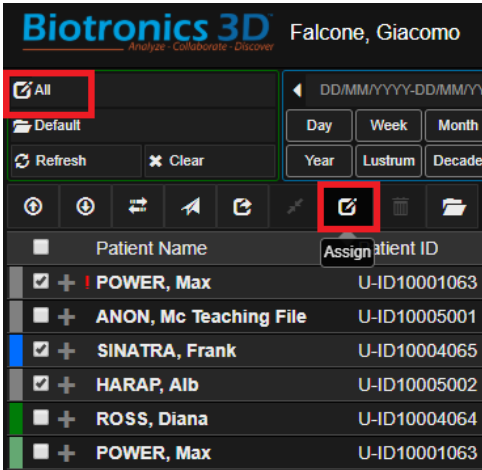 Biotronics 3D
Analyze - Collaborate - Discover
Falcone, Giacomo
All
DD/MM/YYYY-DD/MM/YY
Default
Day Week Month
Refresh Clear
Year Lustrum Decade
Assign
Patient Name atient ID
! POWER, Max U-ID10001063
ANON, Mc Teaching File U-ID10005001
SINATRA, Frank U-ID10004065
HARAP, Alb U-ID10005002
ROSS, Diana U-ID10004064
POWER, Max U-ID10001063